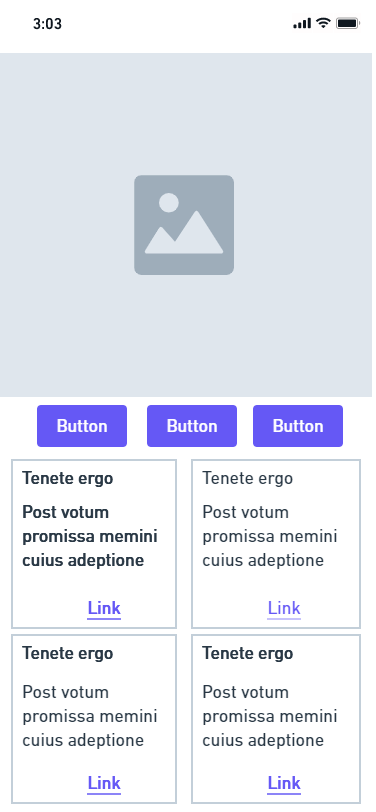 3:03
Button Button Button
Tenete ergo
Post votum
promissa memini
cuius adeptione
Link
Tenete ergo
Post votum
promissa memini
cuius adeptione
Link
Tenete ergo
Post votum
promissa memini
cuius adeptione
Link
Tenete ergo
Post votum
promissa memini
cuius adeptione
Link